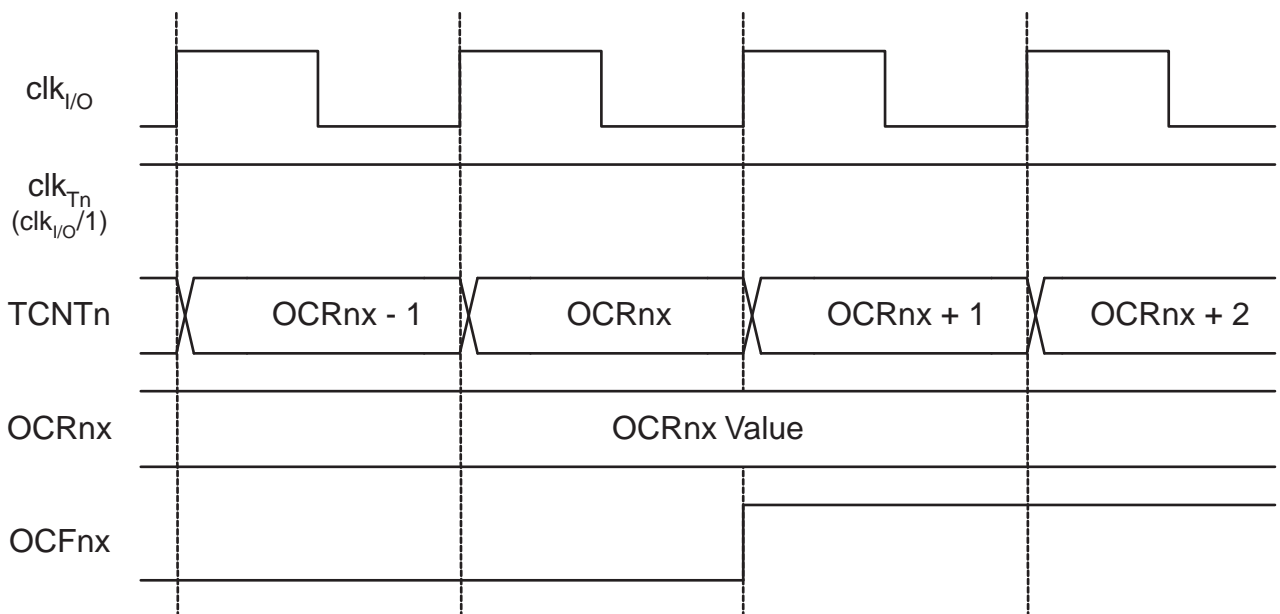 clkI/O
clkTn
(clkI/O/1)
TCNTn
OCRnx - 1
OCRnx
OCRnx + 1
OCRnx + 2
OCRnx
OCRnx Value
OCFnx